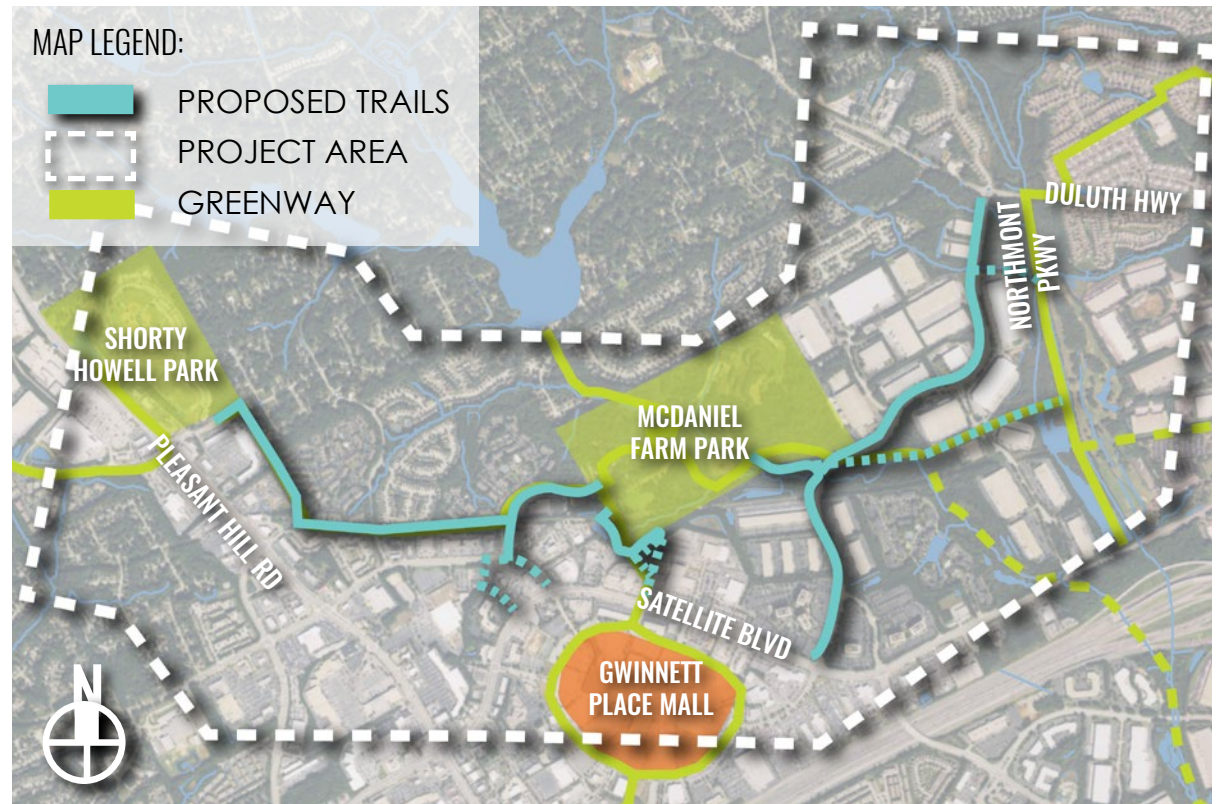 MAP LEGEND:
PROPOSED TRAILS
PROJECT AREA
GREENWAY
DULUTH HWY
NORTHMONT
PKWY
SHORTY
HOWELL PARK
MCDANIEL
FARM PARK
PLEASANT HILL RD
SATELLITE BLVD
GWINNETT
PLACE MALL
N